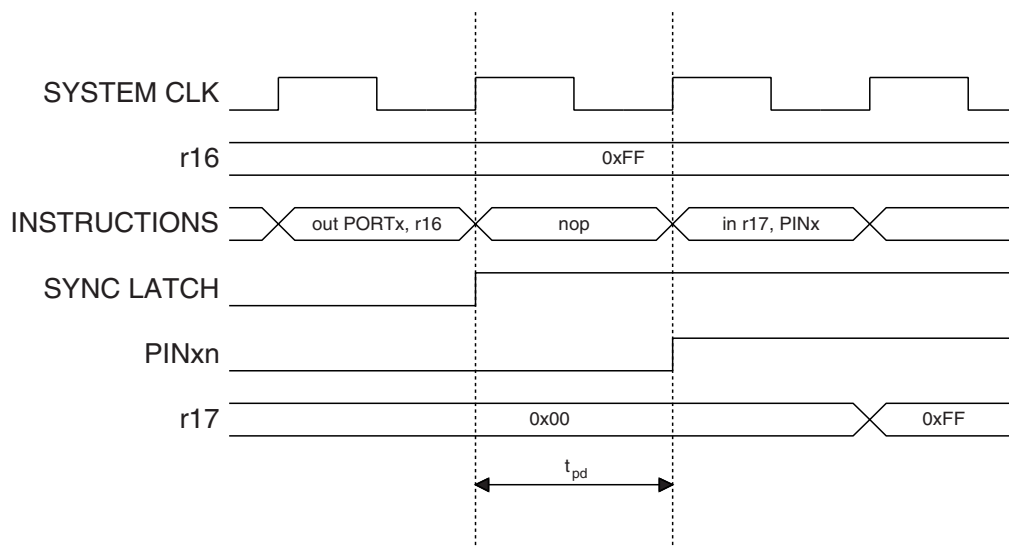 SYSTEM CLK
r16
0xFF
INSTRUCTIONS
out PORTx, r16
nop
in r17, PINx
SYNC LATCH
PINxn
r17
0x00
0xFF
tpd